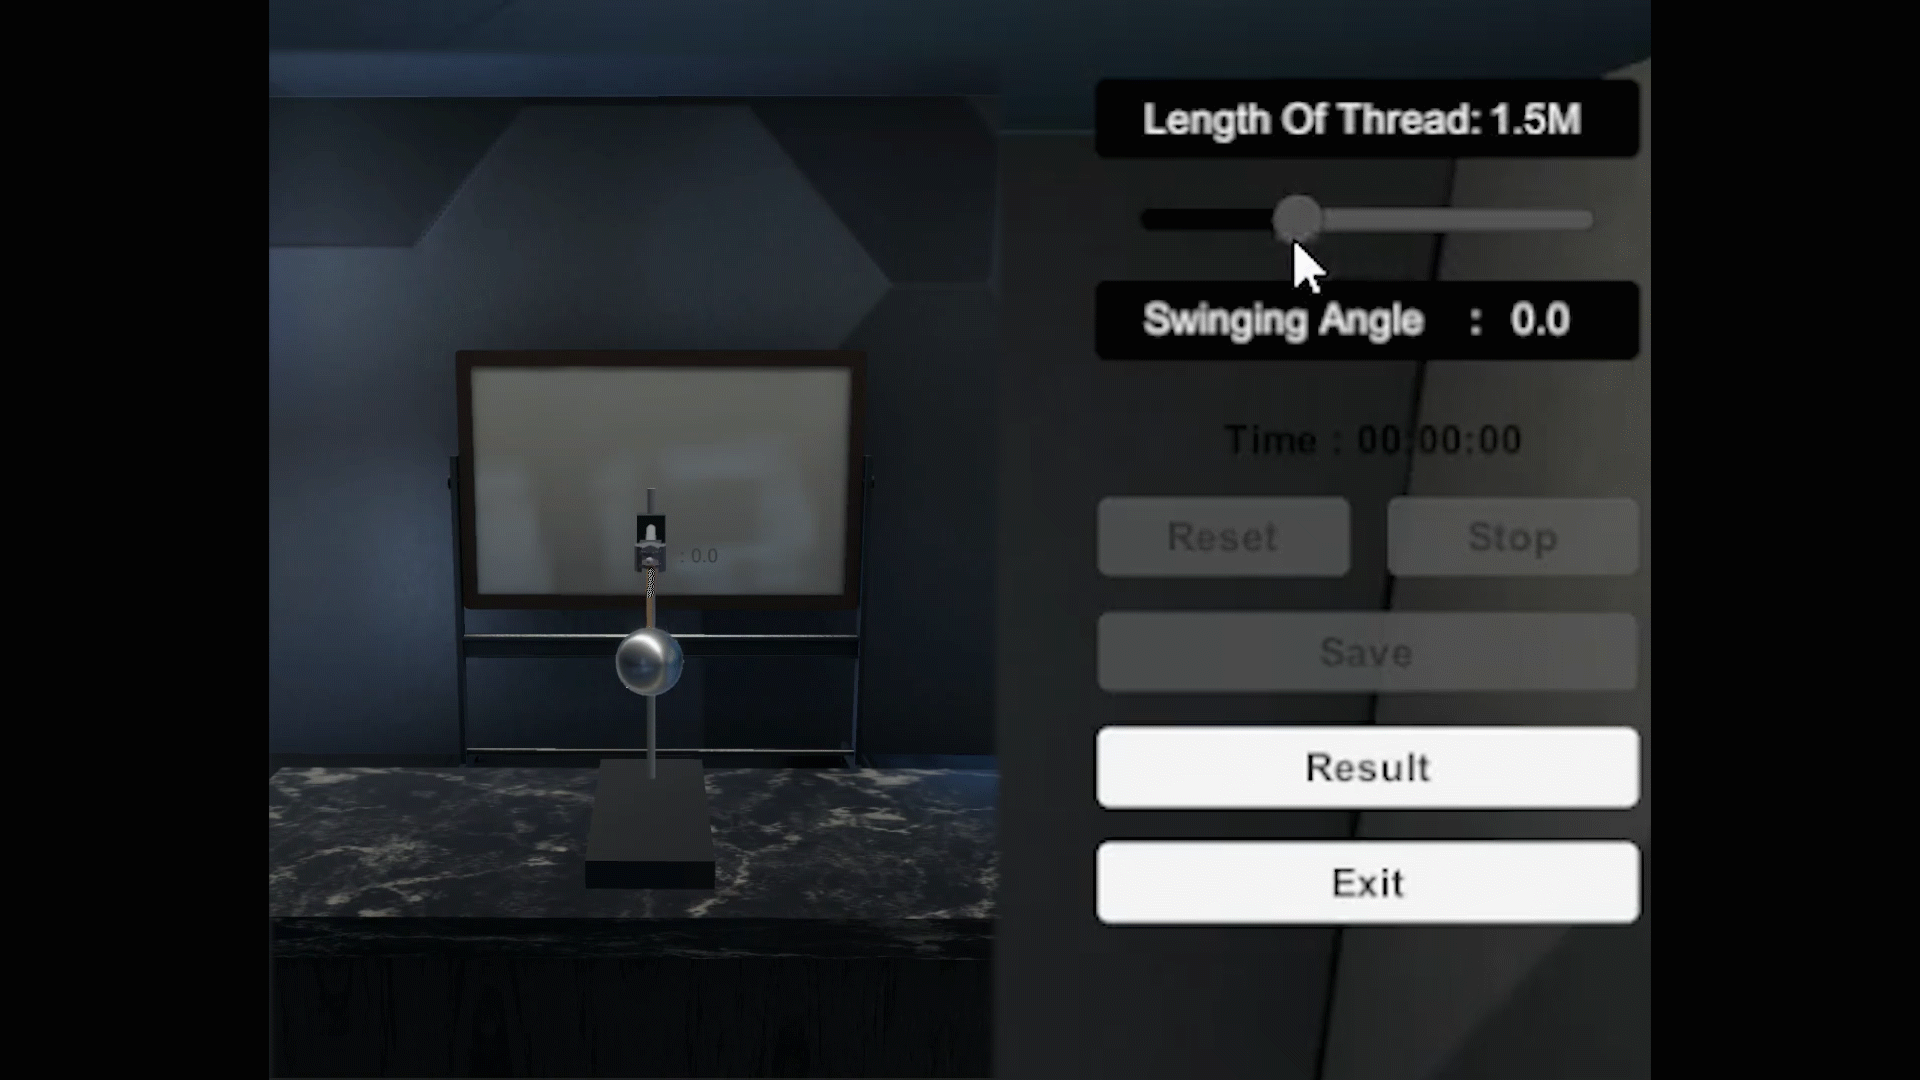 Length Of Thread: 1.5M
Swinging Angle : 0.0
Time : 00:00:00
: 0.0
Reset
Stop
Save
Result
Exit